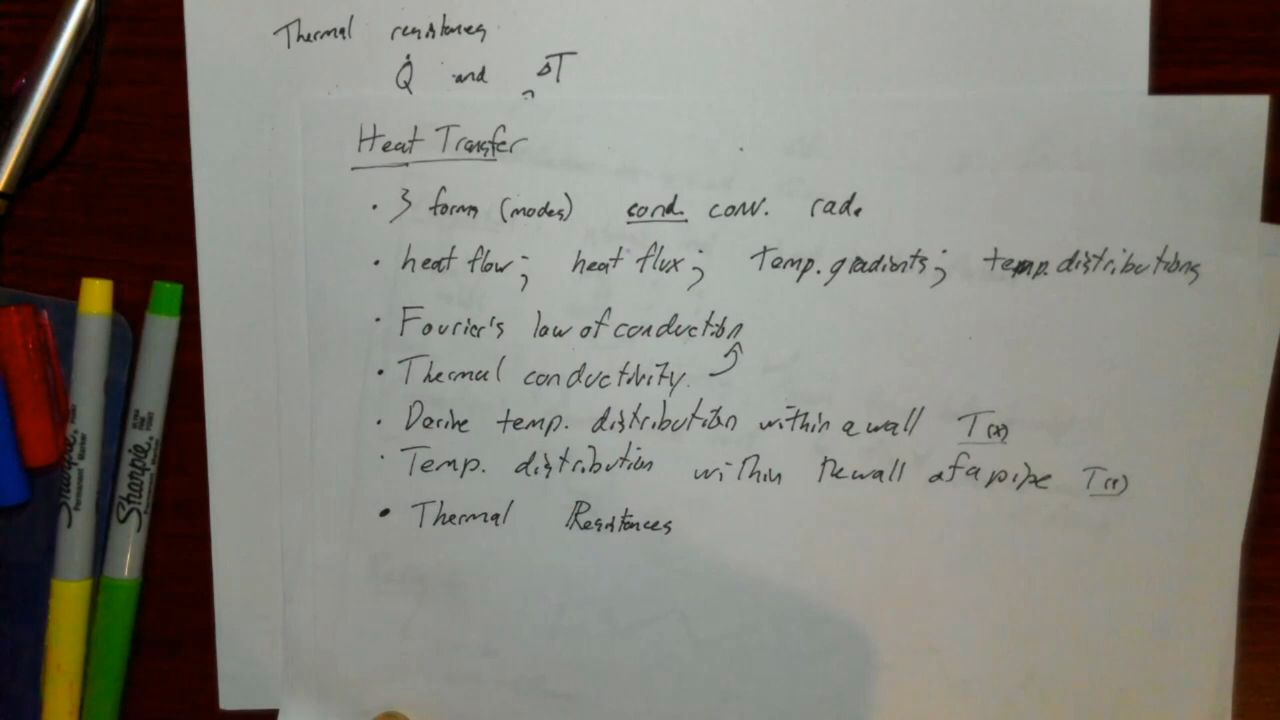 Thermal resistances
Q̇ and ΔT
Heat Transfer
• 3 forms (modes) cond. conv. rad.
• heat flow; heat flux; temp. gradients; temp. distributions
• Fourier's law of conduction
• Thermal conductivity.
• Derive temp. distribution within a wall T(x)
• Temp. distribution within the wall of a pipe T(r)
• Thermal Resistances
Sharpie
Sharpie